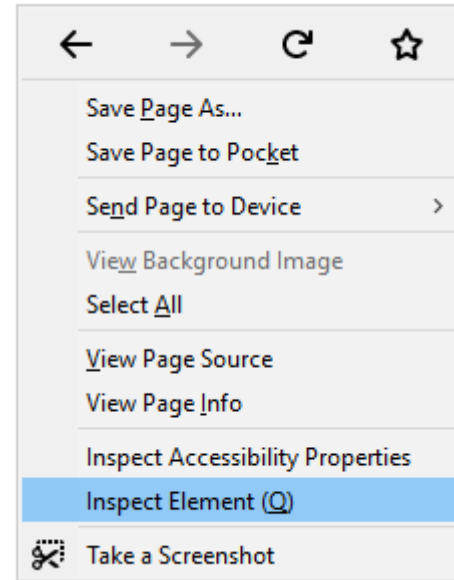 Save Page As...
Save Page to Pocket
Send Page to Device
View Background Image
Select All
View Page Source
View Page Info
Inspect Accessibility Properties
Inspect Element (Q)
Take a Screenshot